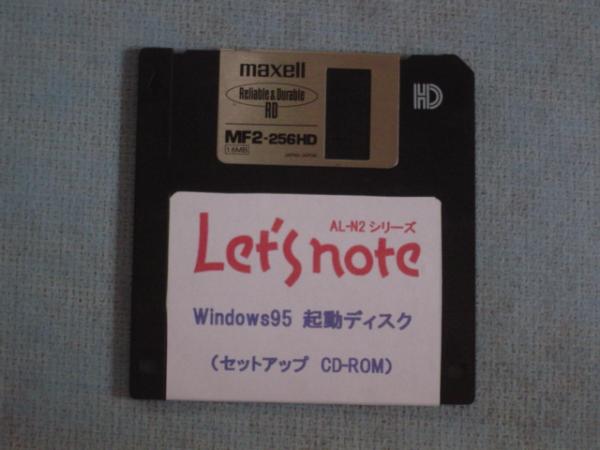 maxell
Reliable & Durable
RD
MF2-256HD
1.6MB
HD
AL-N2 シリーズ
Let's note
Windows95 起動ディスク
(セットアップ CD-ROM)